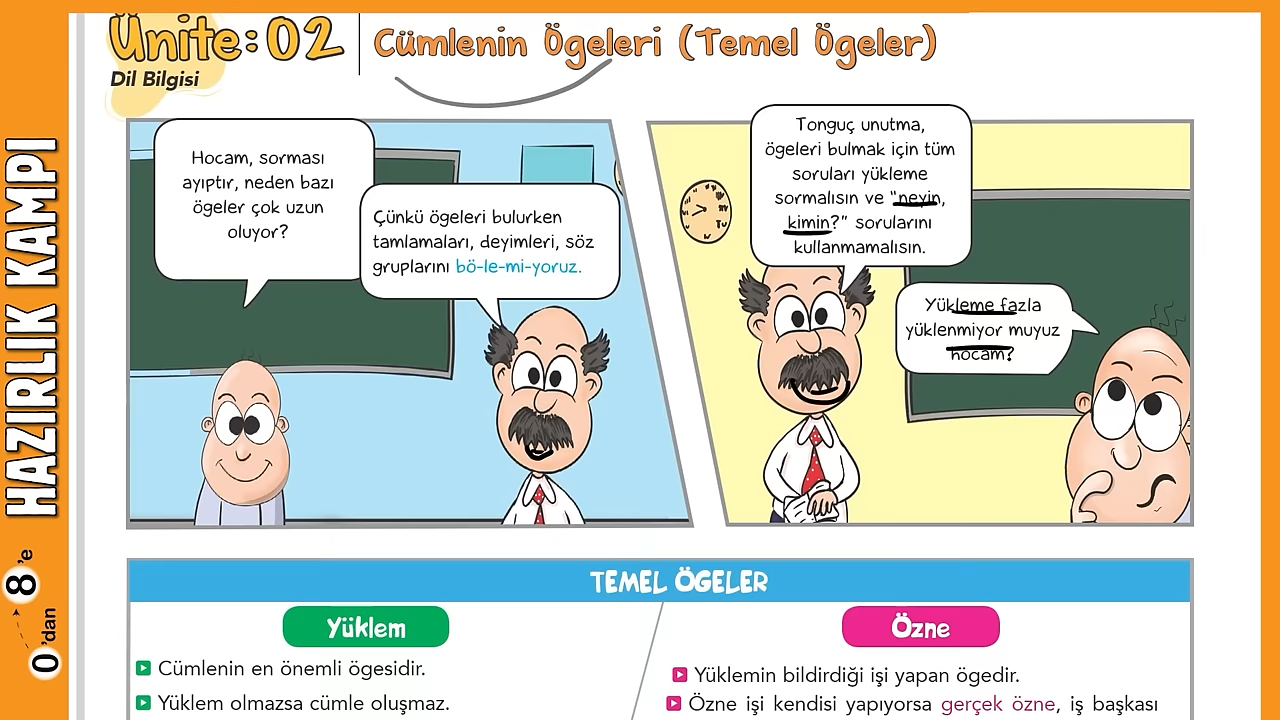 Ünite: 02
Dil Bilgisi
Cümlenin Ögeleri (Temel Ögeler)
HAZIRLIK KAMPI
0'dan 8'e
Hocam, sorması
ayıptır, neden bazı
ögeler çok uzun
oluyor?
Çünkü ögeleri bulurken
tamlamaları, deyimleri, söz
gruplarını bö-le-mi-yoruz.
Tonguç unutma,
ögeleri bulmak için tüm
soruları yükleme
sormalısın ve "neyin,
kimin?" sorularını
kullanmamalısın.
Yükleme fazla
yüklenmiyor muyuz
hocam?
TEMEL ÖGELER
Yüklem
Cümlenin en önemli ögesidir.
Yüklem olmazsa cümle oluşmaz.
Özne
Yüklemin bildirdiği işi yapan ögedir.
Özne işi kendisi yapıyorsa gerçek özne, iş başkası